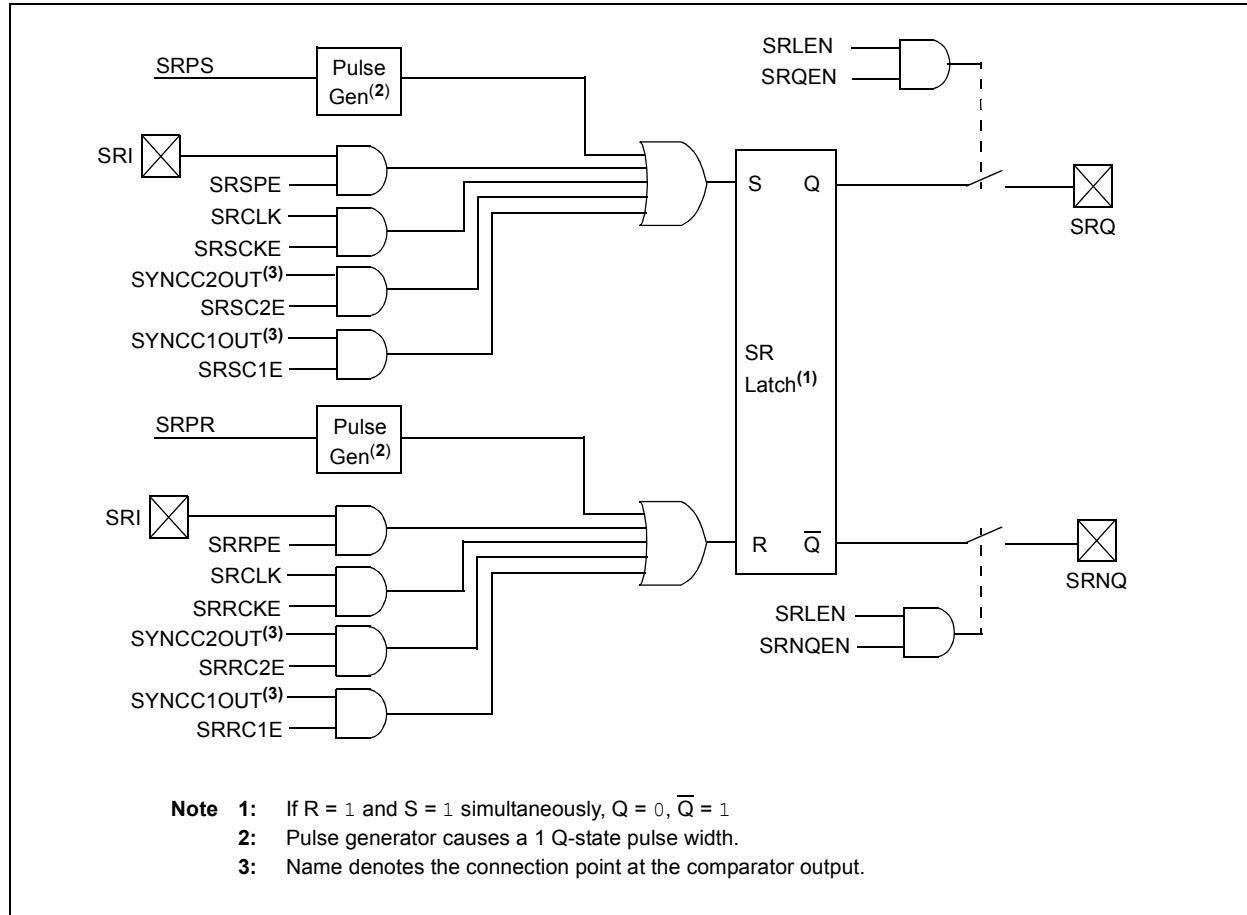 SRPS
Pulse
Gen(2)
SRI
SRSPE
SRCLK
SRSCKE
SYNCC2OUT(3)
SRSC2E
SYNCC1OUT(3)
SRSC1E
SRPR
Pulse
Gen(2)
SRI
SRRPE
SRCLK
SRRCKE
SYNCC2OUT(3)
SRRC2E
SYNCC1OUT(3)
SRRC1E
S Q
SR
Latch(1)
R Q̅
SRLEN
SRQEN
SRQ
SRNQ
SRLEN
SRNQEN
Note 1: If R = 1 and S = 1 simultaneously, Q = 0, Q̅ = 1
2: Pulse generator causes a 1 Q-state pulse width.
3: Name denotes the connection point at the comparator output.